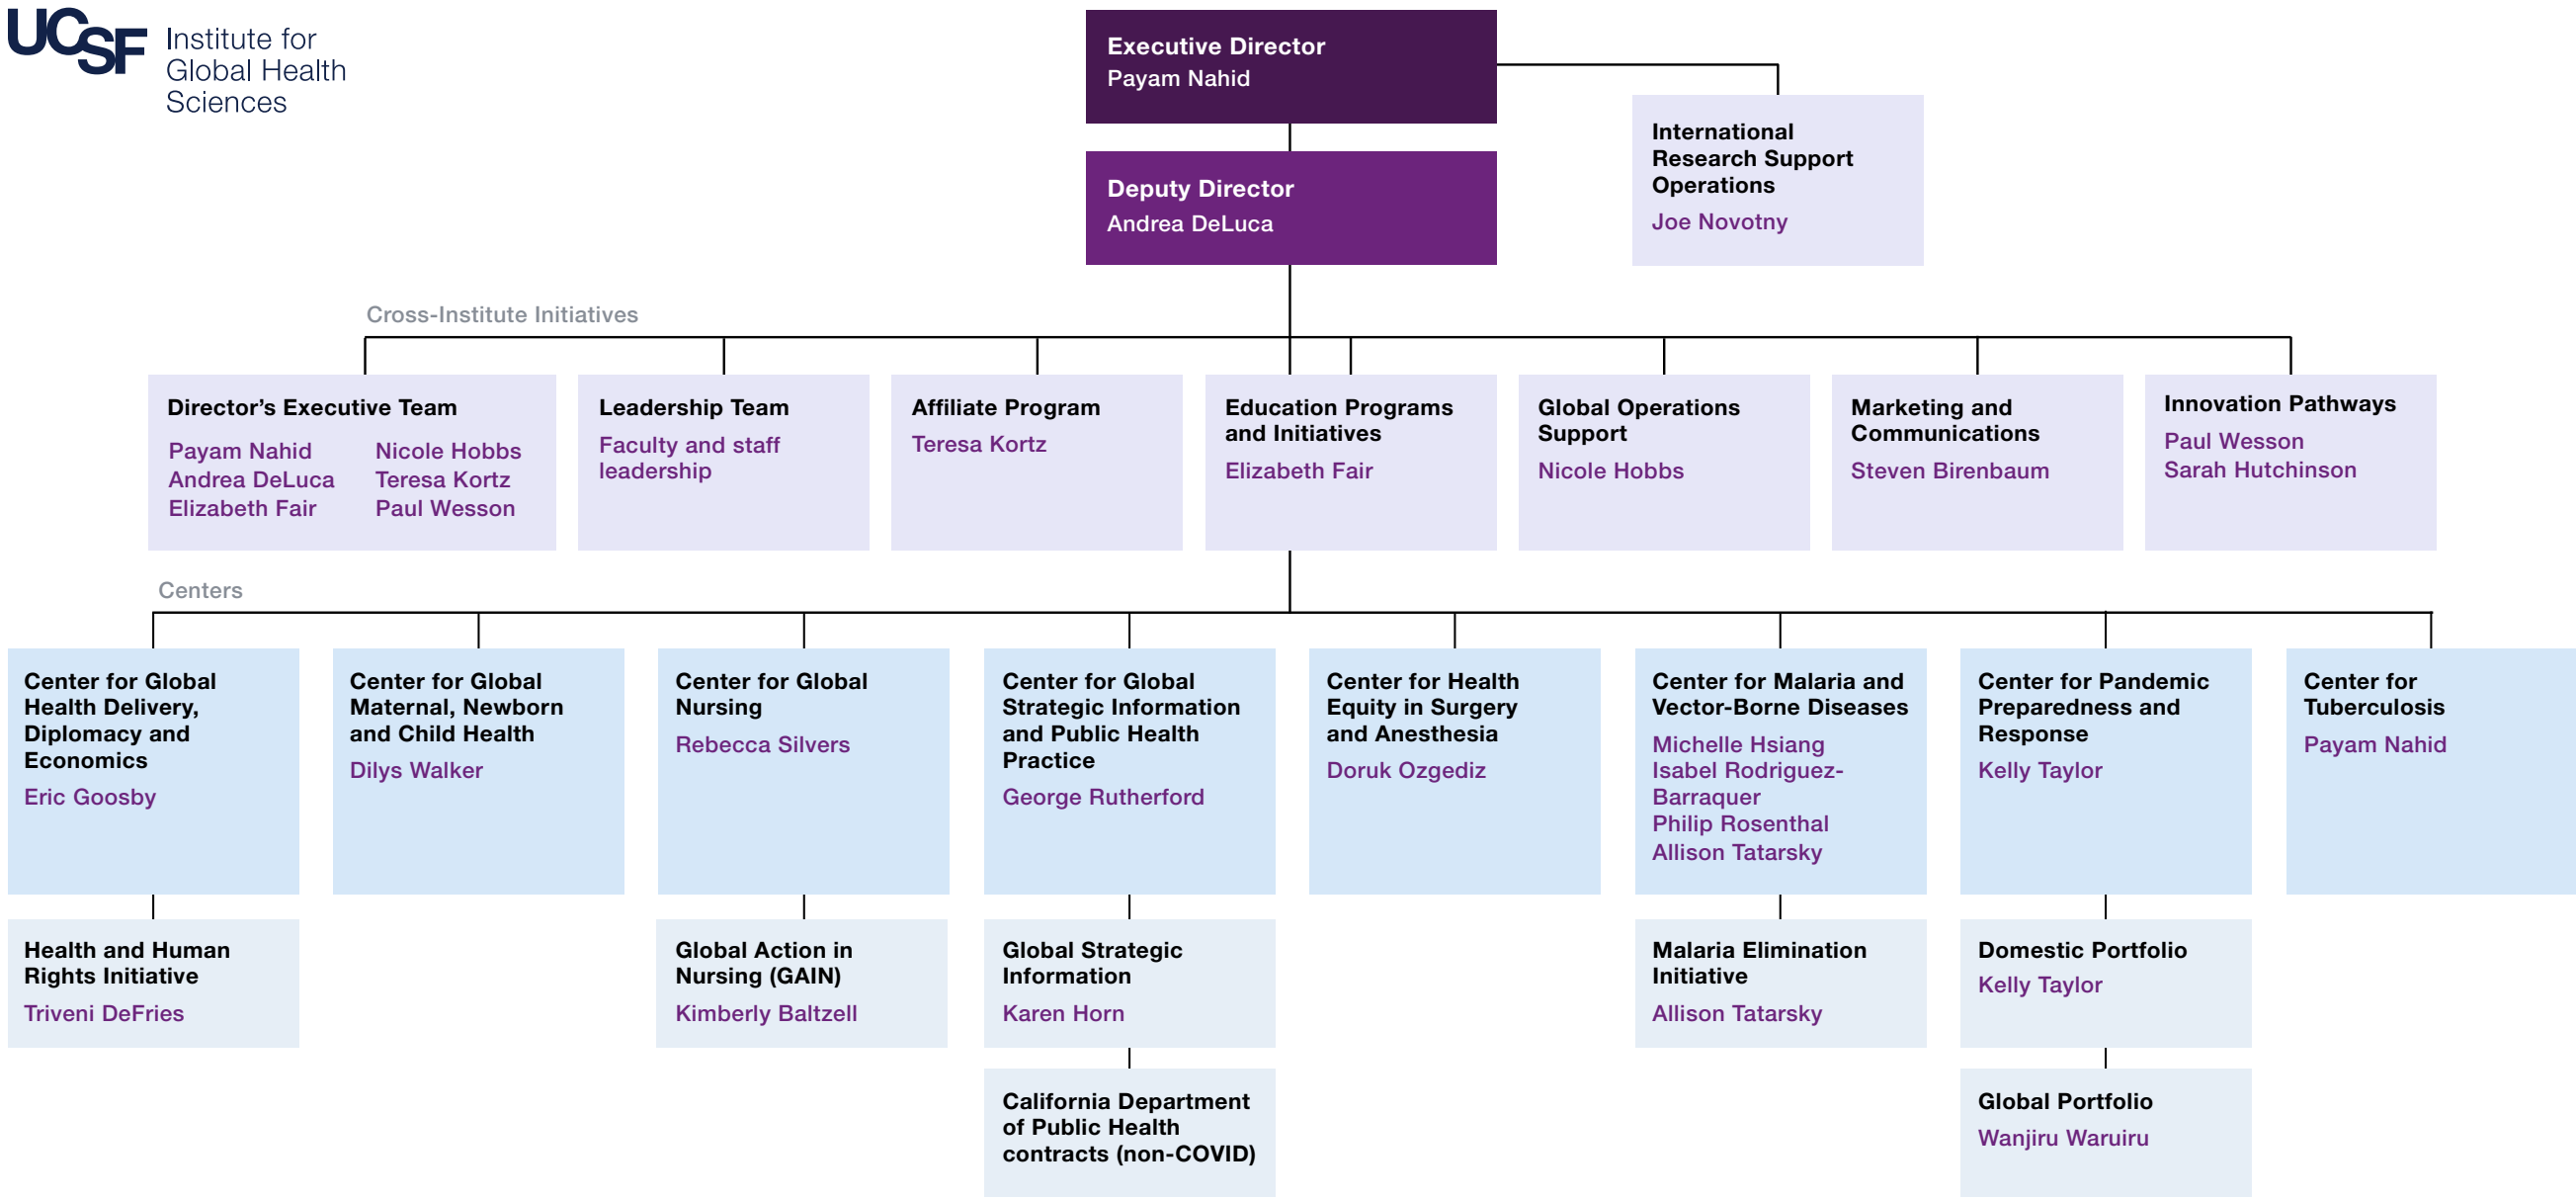 UCSF
Institute for
Global Health
Sciences
Executive Director
Payam Nahid
International
Research Support
Operations
Joe Novotny
Deputy Director
Andrea DeLuca
Cross-Institute Initiatives
Director’s Executive Team
Payam Nahid
Andrea DeLuca
Elizabeth Fair
Nicole Hobbs
Teresa Kortz
Paul Wesson
Leadership Team
Faculty and staff
leadership
Affiliate Program
Teresa Kortz
Education Programs
and Initiatives
Elizabeth Fair
Global Operations
Support
Nicole Hobbs
Marketing and
Communications
Steven Birenbaum
Innovation Pathways
Paul Wesson
Sarah Hutchinson
Centers
Center for Global
Health Delivery,
Diplomacy and
Economics
Eric Goosby
Center for Global
Maternal, Newborn
and Child Health
Dilys Walker
Center for Global
Nursing
Rebecca Silvers
Center for Global
Strategic Information
and Public Health
Practice
George Rutherford
Center for Health
Equity in Surgery
and Anesthesia
Doruk Ozgediz
Center for Malaria and
Vector-Borne Diseases
Michelle Hsiang
Isabel Rodriguez-
Barraquer
Philip Rosenthal
Allison Tatarsky
Center for Pandemic
Preparedness and
Response
Kelly Taylor
Center for
Tuberculosis
Payam Nahid
Health and Human
Rights Initiative
Triveni DeFries
Global Action in
Nursing (GAIN)
Kimberly Baltzell
Global Strategic
Information
Karen Horn
Malaria Elimination
Initiative
Allison Tatarsky
Domestic Portfolio
Kelly Taylor
California Department
of Public Health
contracts (non-COVID)
Global Portfolio
Wanjiru Waruiru